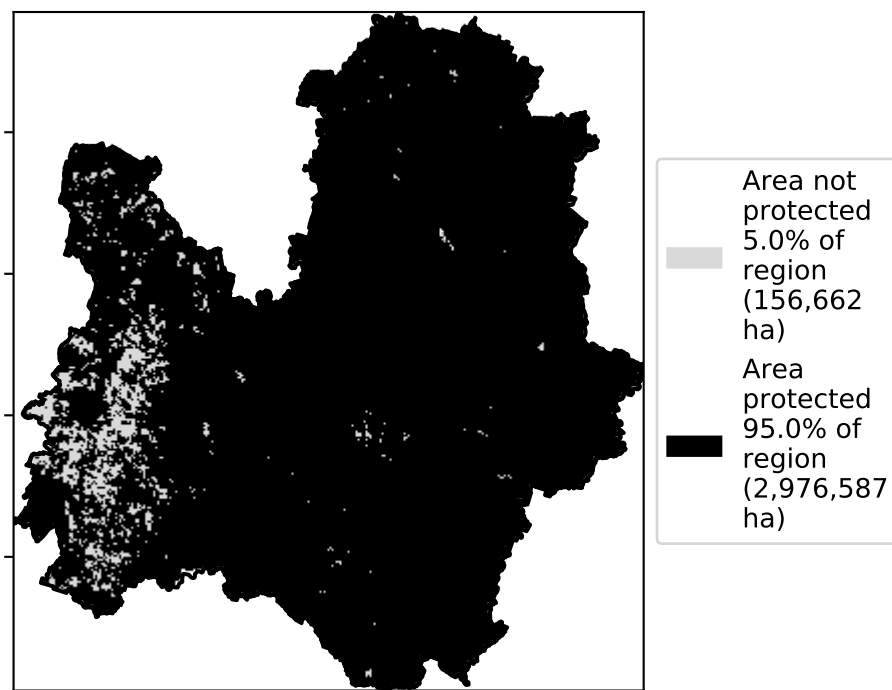 Area not
protected
5.0% of
region
(156,662
ha)
Area
protected
95.0% of
region
(2,976,587
ha)